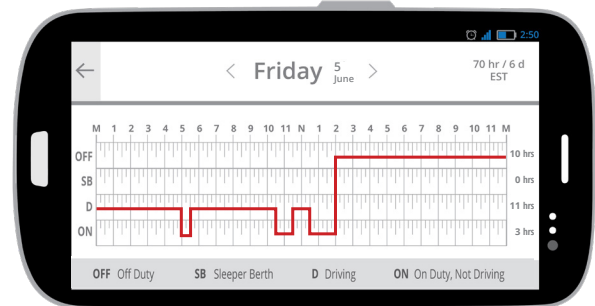 2:50
Friday 5 June
70 hr / 6 d
EST
M 1 2 3 4 5 6 7 8 9 10 11 N 1 2 3 4 5 6 7 8 9 10 11 M
OFF 10 hrs
SB 0 hrs
D 11 hrs
ON 3 hrs
OFF Off Duty SB Sleeper Berth D Driving ON On Duty, Not Driving